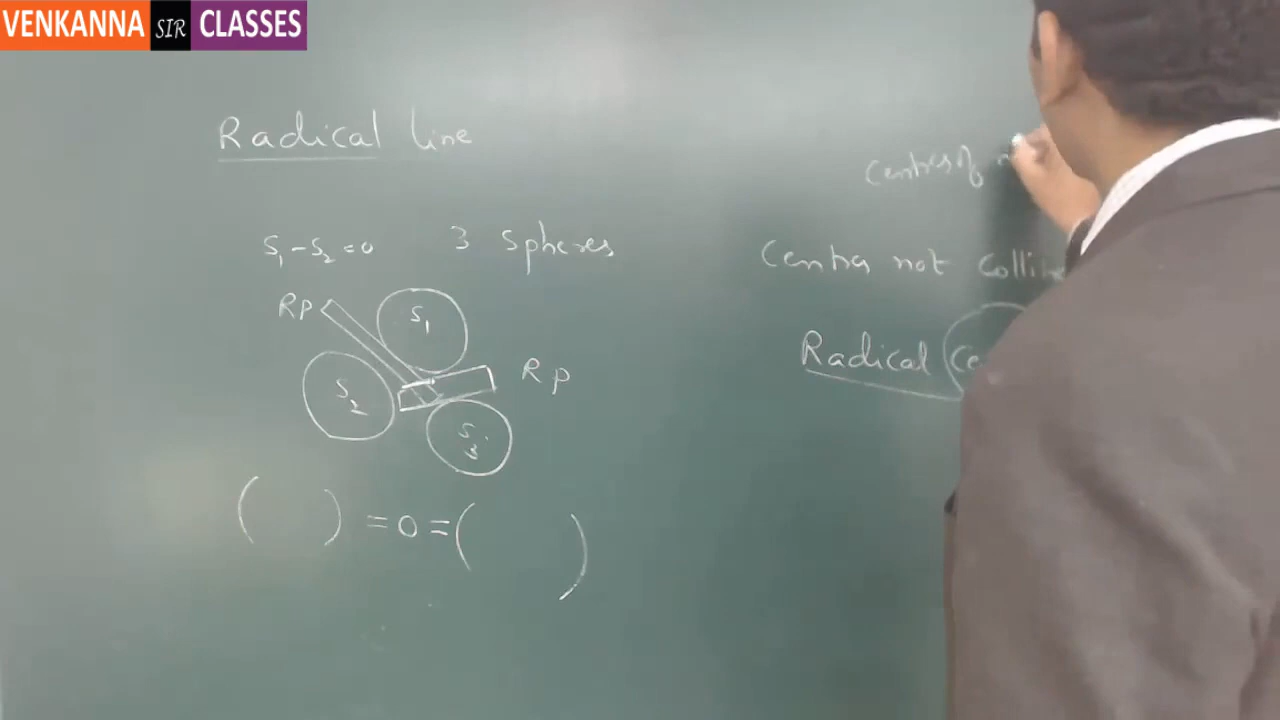 VENKANNA SIR CLASSES
Radical line
S₁ - S₂ = 0 3 spheres
RP
S₁
S₂
RP
S₃
( ) = 0 = ( )
Centres of
Centres not
Radical